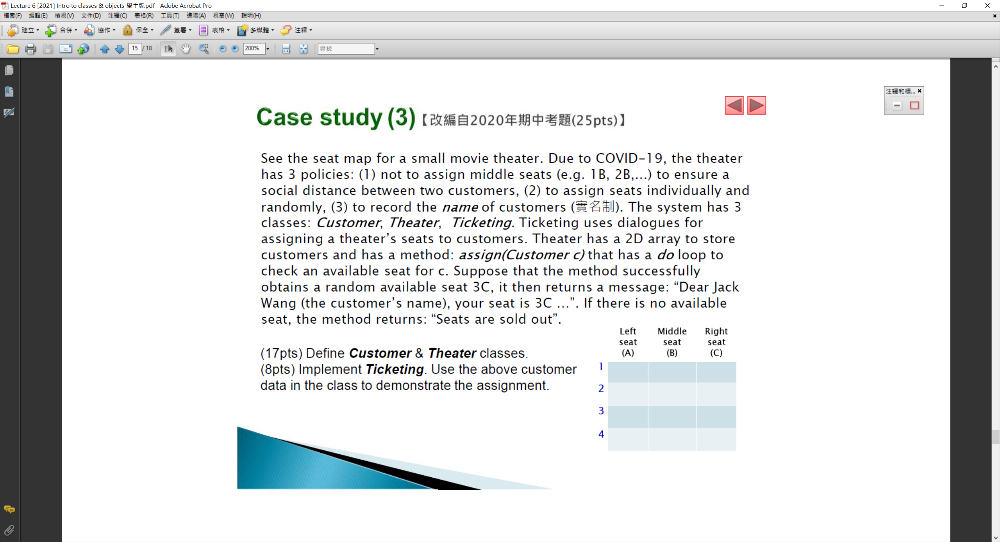 Lecture 6 [2021] Intro to classes & objects-學生版.pdf - Adobe Acrobat Pro
檔案(F) 編輯(E) 檢視(V) 文件(D) 注釋(C) 表格(R) 工具(T) 進階(A) 視窗(W) 說明(H)
建立 合併 協作 保全 簽署 表格 多媒體 注釋
15 / 18 200% 尋找
注釋和標...
Case study (3)【改編自2020年期中考題(25pts)】
See the seat map for a small movie theater. Due to COVID-19, the theater
has 3 policies: (1) not to assign middle seats (e.g. 1B, 2B,...) to ensure a
social distance between two customers, (2) to assign seats individually and
randomly, (3) to record the name of customers (實名制). The system has 3
classes: Customer, Theater, Ticketing. Ticketing uses dialogues for
assigning a theater’s seats to customers. Theater has a 2D array to store
customers and has a method: assign(Customer c) that has a do loop to
check an available seat for c. Suppose that the method successfully
obtains a random available seat 3C, it then returns a message: “Dear Jack
Wang (the customer’s name), your seat is 3C ...”. If there is no available
seat, the method returns: “Seats are sold out”.
(17pts) Define Customer & Theater classes.
(8pts) Implement Ticketing. Use the above customer
data in the class to demonstrate the assignment.
Left Middle Right
seat seat seat
(A) (B) (C)
1
2
3
4